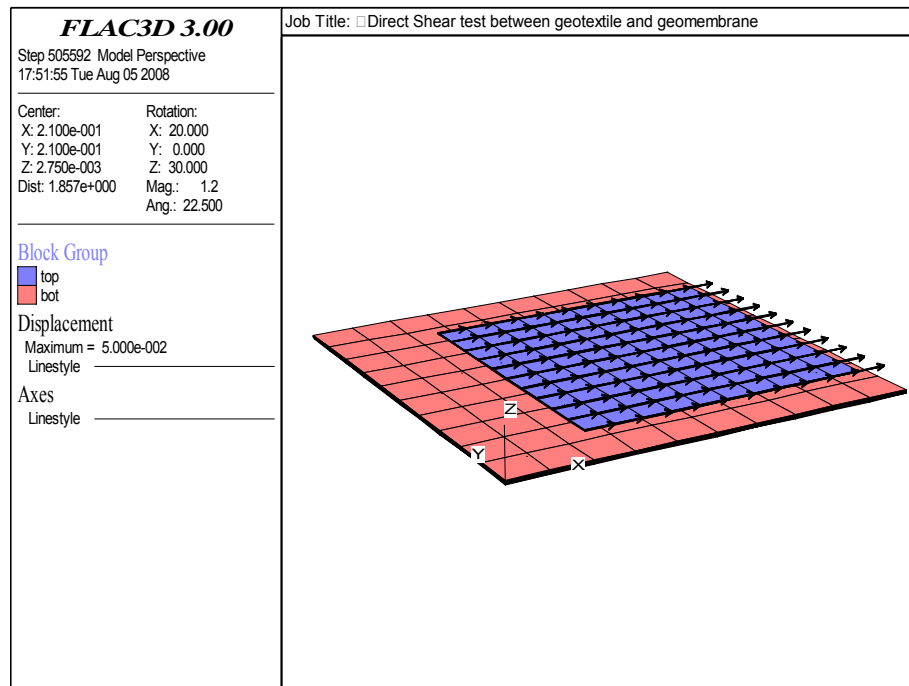 FLAC3D 3.00
Step 505592 Model Perspective
17:51:55 Tue Aug 05 2008
Center:
X: 2.100e-001
Y: 2.100e-001
Z: 2.750e-003
Dist: 1.857e+000
Rotation:
X: 20.000
Y: 0.000
Z: 30.000
Mag.: 1.2
Ang.: 22.500
Block Group
top
bot
Displacement
Maximum = 5.000e-002
Linestyle
Axes
Linestyle
Job Title: □Direct Shear test between geotextile and geomembrane
Z
Y
X